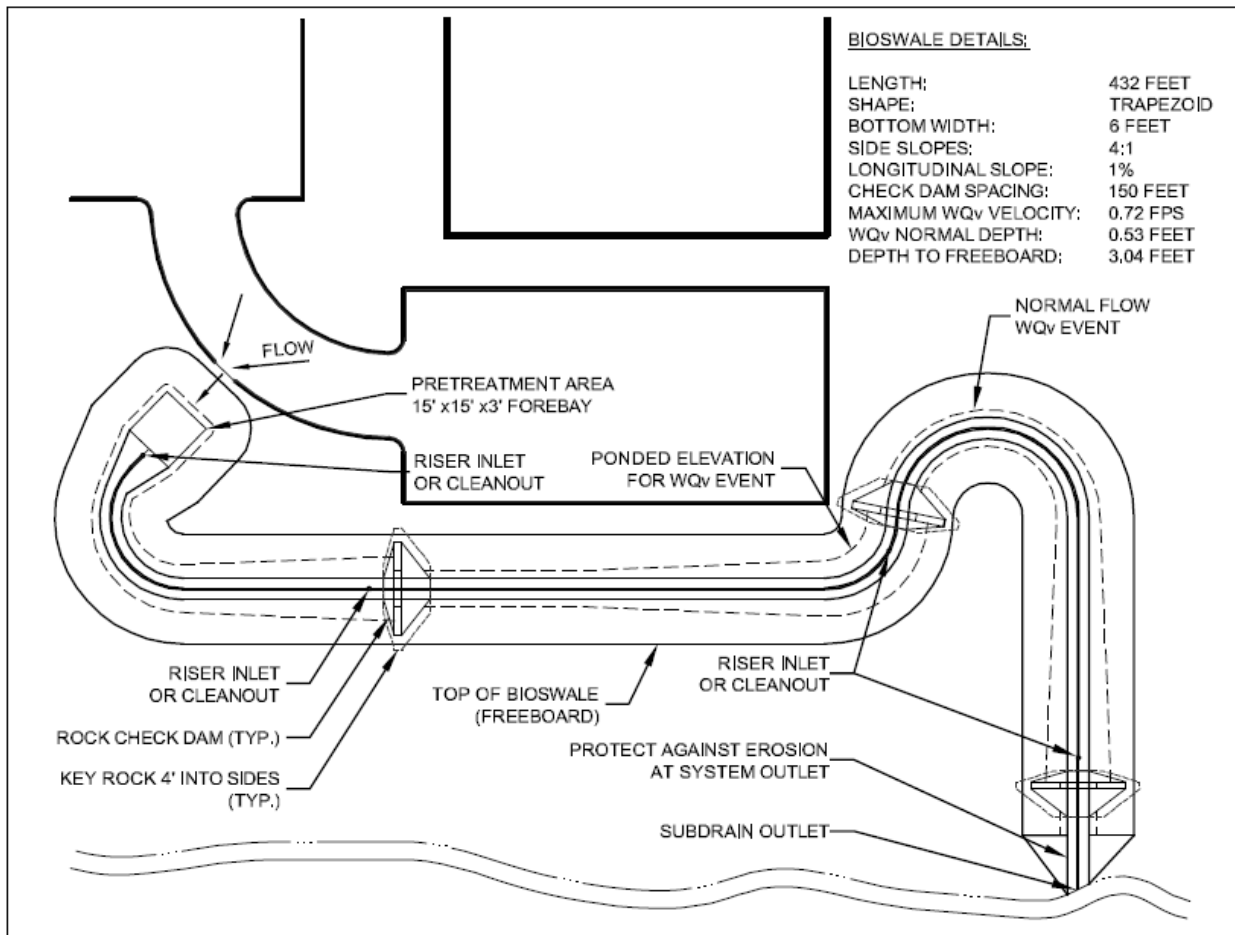 BIOSWALE DETAILS:
LENGTH: 432 FEET
SHAPE: TRAPEZOID
BOTTOM WIDTH: 6 FEET
SIDE SLOPES: 4:1
LONGITUDINAL SLOPE: 1%
CHECK DAM SPACING: 150 FEET
MAXIMUM WQv VELOCITY: 0.72 FPS
WQv NORMAL DEPTH: 0.53 FEET
DEPTH TO FREEBOARD: 3.04 FEET
NORMAL FLOW
WQv EVENT
FLOW
PRETREATMENT AREA
15' x15' x3' FOREBAY
RISER INLET
OR CLEANOUT
PONDED ELEVATION
FOR WQv EVENT
RISER INLET
OR CLEANOUT
ROCK CHECK DAM (TYP.)
KEY ROCK 4' INTO SIDES
(TYP.)
TOP OF BIOSWALE
(FREEBOARD)
RISER INLET
OR CLEANOUT
PROTECT AGAINST EROSION
AT SYSTEM OUTLET
SUBDRAIN OUTLET